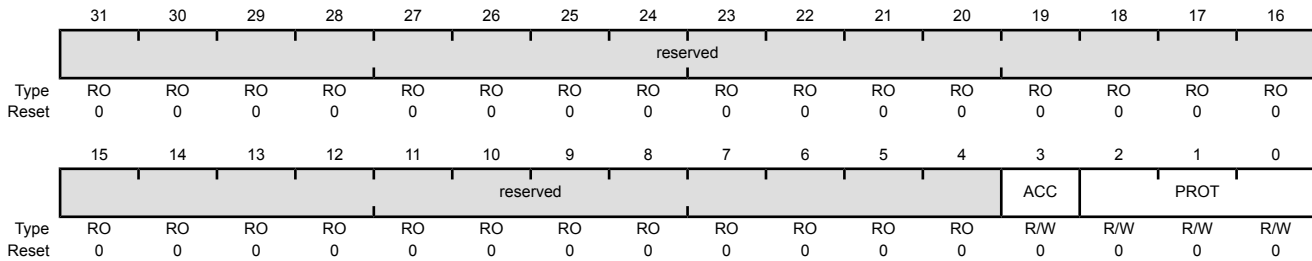 31 30 29 28 27 26 25 24 23 22 21 20 19 18 17 16
reserved
Type RO RO RO RO RO RO RO RO RO RO RO RO RO RO RO RO
Reset 0 0 0 0 0 0 0 0 0 0 0 0 0 0 0 0
15 14 13 12 11 10 9 8 7 6 5 4 3 2 1 0
reserved ACC PROT
Type RO RO RO RO RO RO RO RO RO RO RO RO R/W R/W R/W R/W
Reset 0 0 0 0 0 0 0 0 0 0 0 0 0 0 0 0